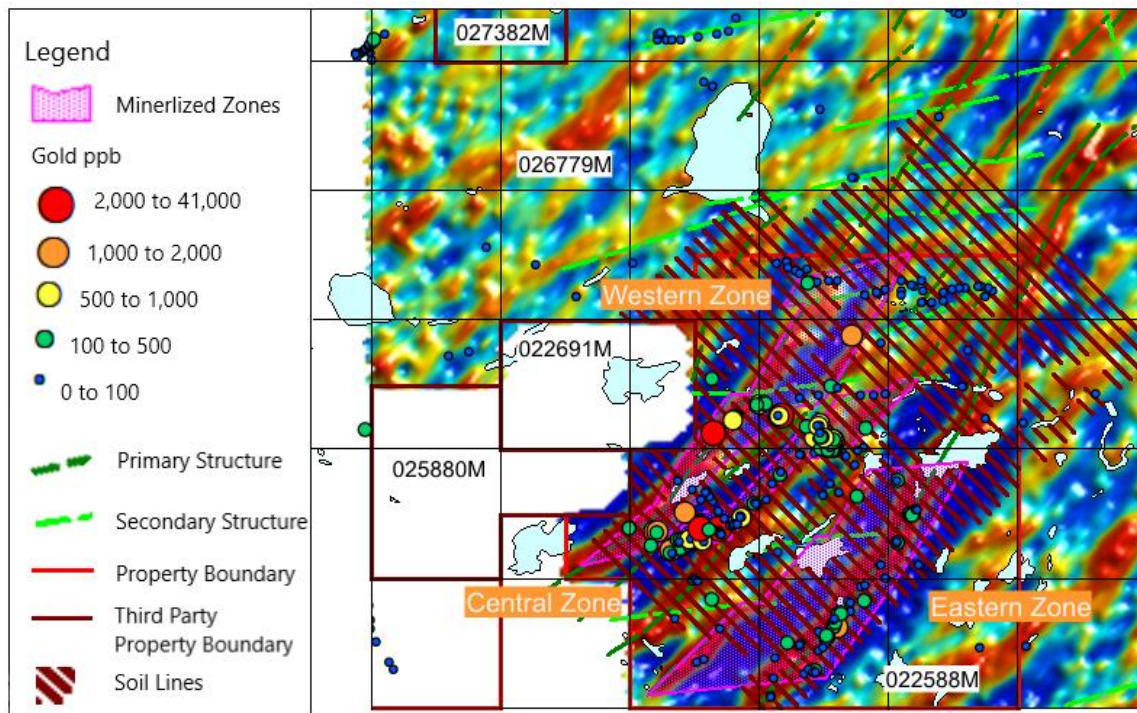 Legend
Minerlized Zones
Gold ppb
2,000 to 41,000
1,000 to 2,000
500 to 1,000
100 to 500
0 to 100
Primary Structure
Secondary Structure
Property Boundary
Third Party
Property Boundary
Soil Lines
027382M
026779M
Western Zone
022691M
025880M
Central Zone
Eastern Zone
022588M